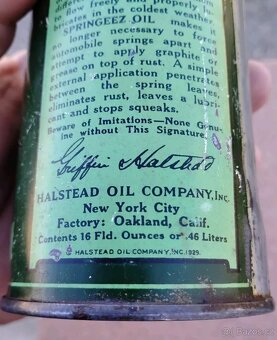 flow freely and properly lu-
bricates in the coldest weather.
SPRINGEEZ OIL makes it
unnecessary for you to force
automobile springs apart and
attempt to apply graphite or
grease on top of rust. A simple
external application penetrates
between the spring leaves,
eliminates rust, leaves a lubri-
cant and stops squeaks.
Beware of Imitations—None Genu-
ine without This Signature.
Griffin Halstead
HALSTEAD OIL COMPANY, Inc.
New York City
Factory: Oakland, Calif.
Contents 16 Fld. Ounces or .46 Liters
© HALSTEAD OIL COMPANY, INC. 1929.